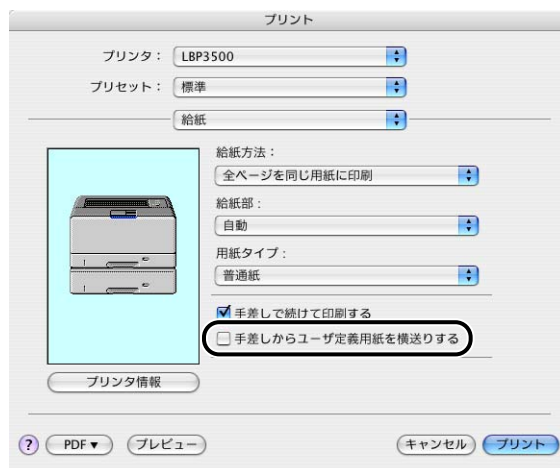 プリント
プリンタ： LBP3500
プリセット： 標準
給紙
給紙方法：
全ページを同じ用紙に印刷
給紙部：
自動
用紙タイプ：
普通紙
手差しで続けて印刷する
手差しからユーザ定義用紙を横送りする
プリンタ情報
? PDF▼ プレビュー キャンセル プリント